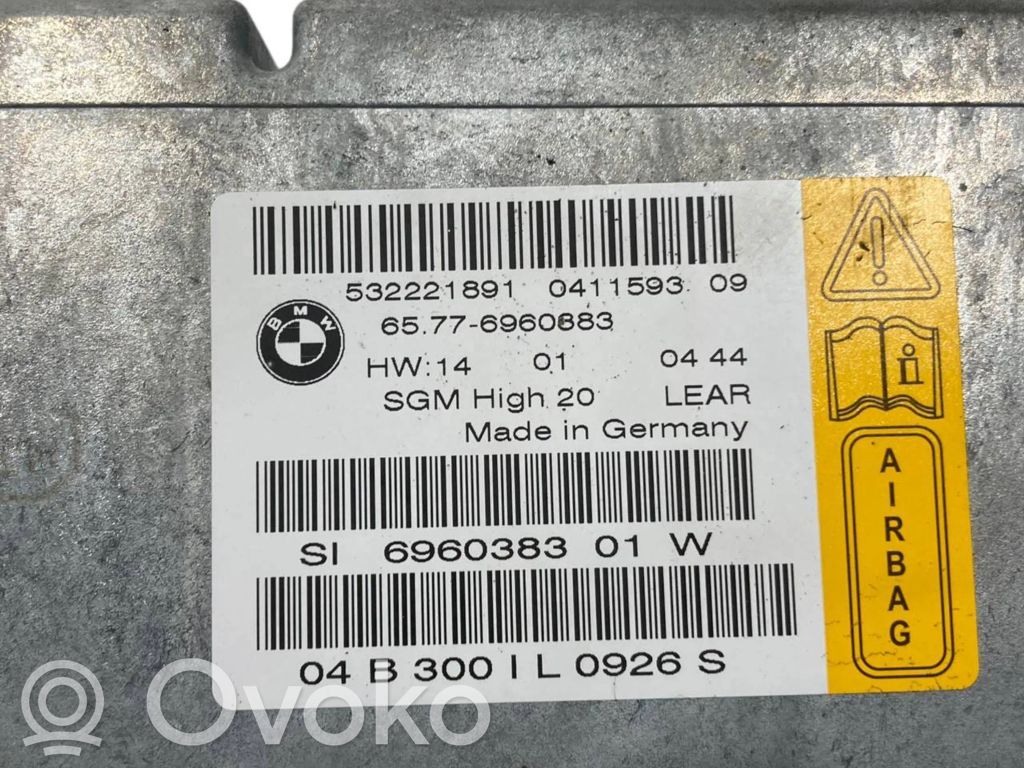 532221891 0411593 09
BMW
65.77-6960883
HW:14 01 04 44
SGM High 20 LEAR
Made in Germany
SI 6960383 01 W
04 B 300 I L 0926 S
i
AIRBAG
Ovoko